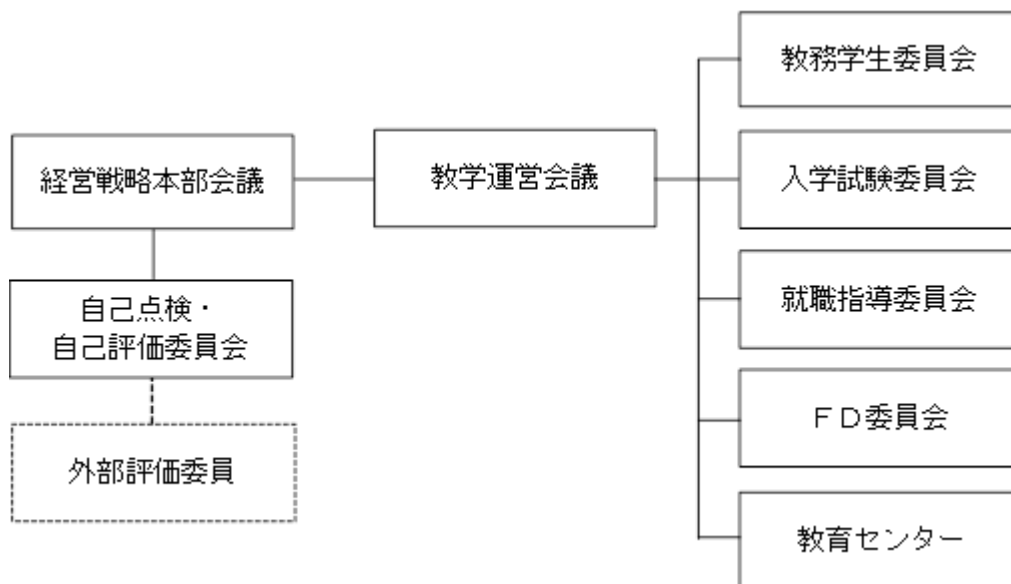 教務学生委員会
経営戦略本部会議
教学運営会議
入学試験委員会
自己点検・
自己評価委員会
就職指導委員会
外部評価委員
ＦＤ委員会
教育センター